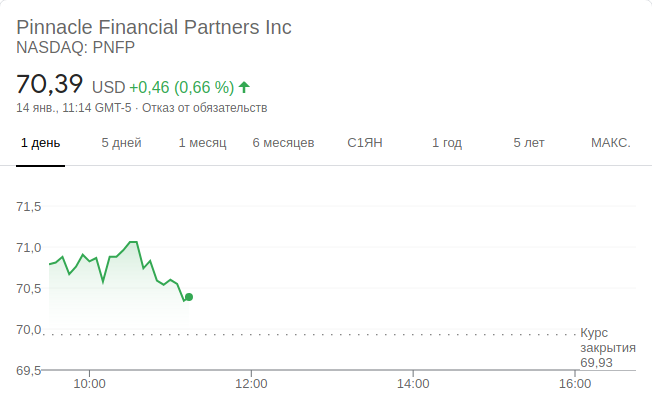 Pinnacle Financial Partners Inc
NASDAQ: PNFP
70,39 USD +0,46 (0,66 %)
14 янв., 11:14 GMT-5 · Отказ от обязательств
1 день 5 дней 1 месяц 6 месяцев С1ЯН 1 год 5 лет МАКС.
71,5
71,0
70,5
70,0
Курс
закрытия
69,93
69,5
10:00 12:00 14:00 16:00